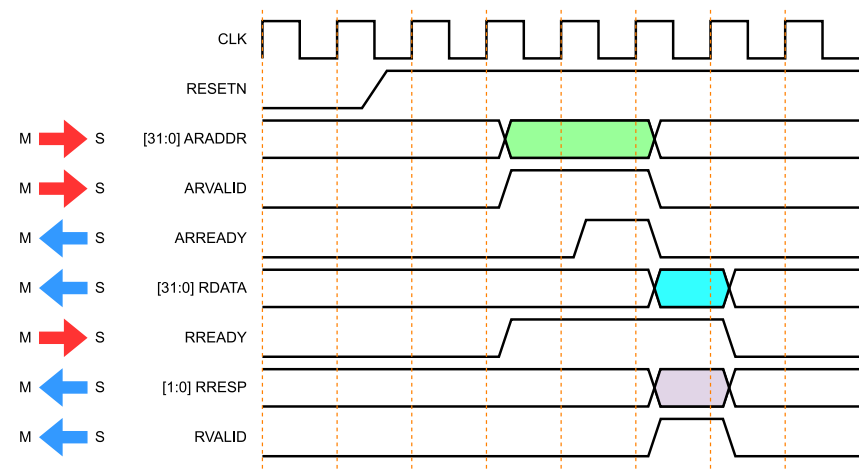 CLK
RESETN
M S [31:0] ARADDR
M S ARVALID
M S ARREADY
M S [31:0] RDATA
M S RREADY
M S [1:0] RRESP
M S RVALID